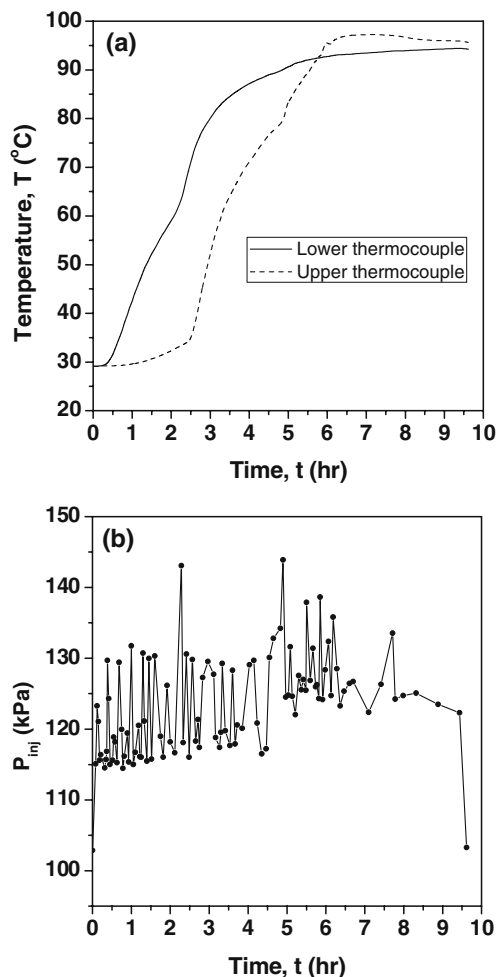 (a)
100
90
80
70
60
50
40
30
20
Temperature, T (°C)
Lower thermocouple
Upper thermocouple
0 1 2 3 4 5 6 7 8 9 10
Time, t (hr)
(b)
150
140
130
120
110
100
P_inj (kPa)
0 1 2 3 4 5 6 7 8 9 10
Time, t (hr)